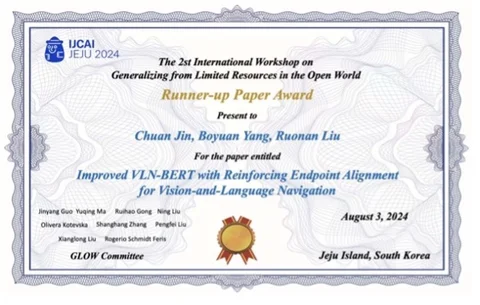 IJCAI
JEJU 2024
The 2st International Workshop on
Generalizing from Limited Resources in the Open World
Runner-up Paper Award
Present to
Chuan Jin, Boyuan Yang, Ruonan Liu
For the paper entitled
Improved VLN-BERT with Reinforcing Endpoint Alignment
for Vision-and-Language Navigation
Jinyang Guo Yuqing Ma Ruihao Gong Ning Liu
Olivera Kotevska Shanghang Zhang Pengfei Liu
Xianglong Liu Rogerio Schmidt Feris
GLOW Committee
August 3, 2024
Jeju Island, South Korea